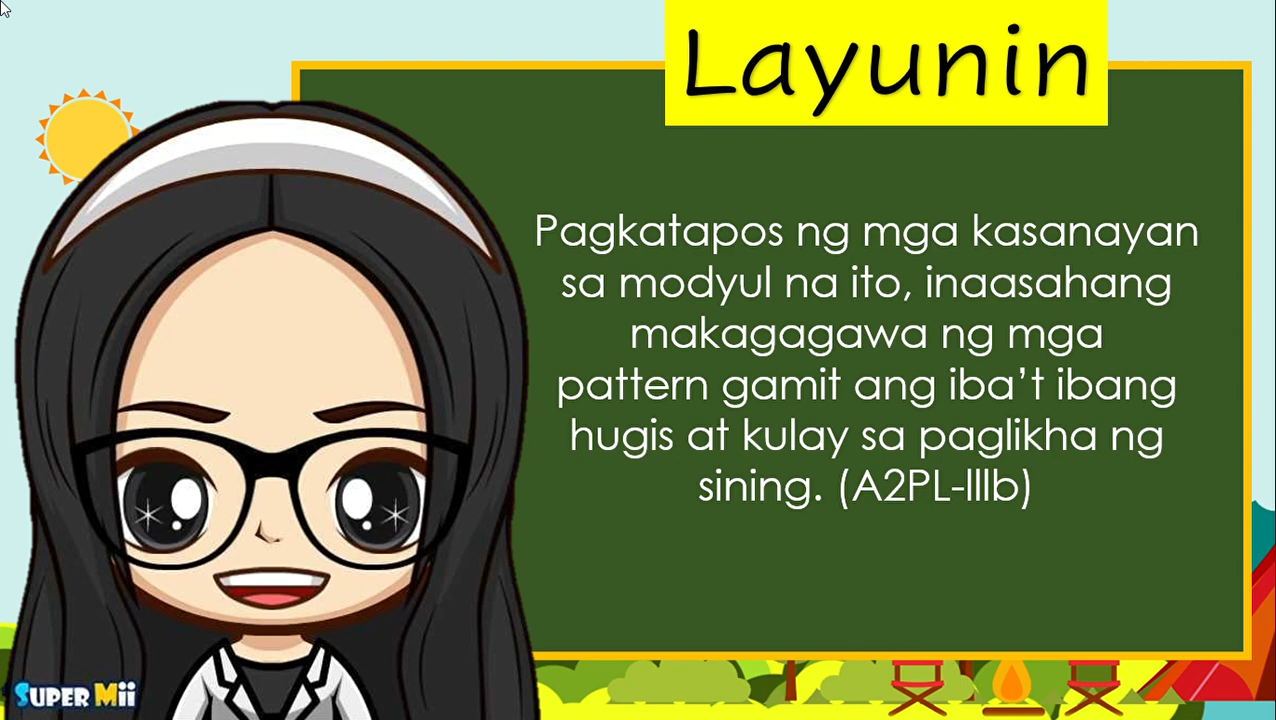 Layunin
Pagkatapos ng mga kasanayan
sa modyul na ito, inaasahang
makagagawa ng mga
pattern gamit ang iba’t ibang
hugis at kulay sa paglikha ng
sining. (A2PL-lllb)
SUPER Mii